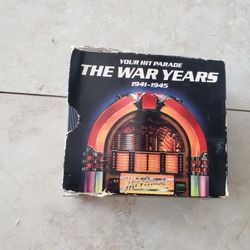 YOUR HIT PARADE
THE WAR YEARS
1941-1945